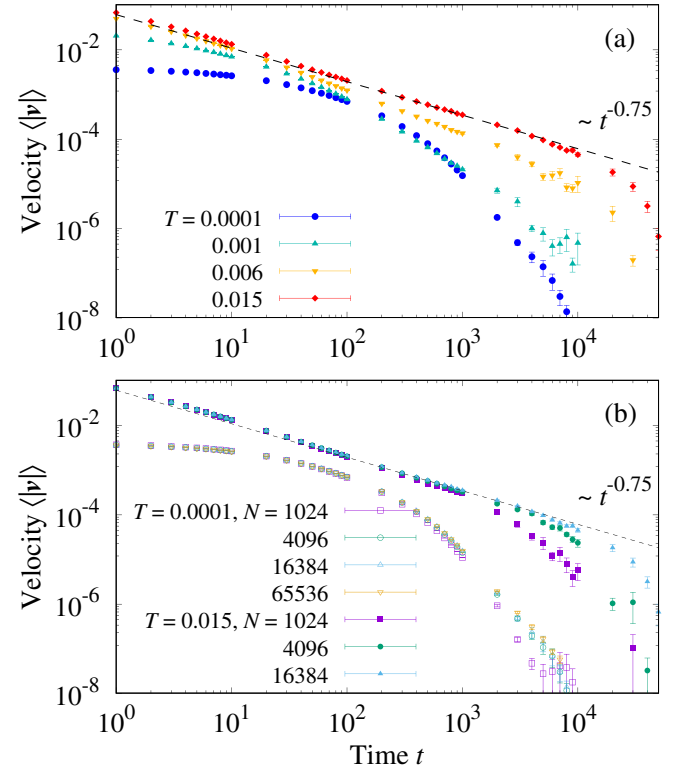 10^-2
10^-4
10^-6
10^-8
Velocity ⟨|v|⟩
(a)
~ t^-0.75
T = 0.0001
0.001
0.006
0.015
10^0 10^1 10^2 10^3 10^4
10^-2
10^-4
10^-6
10^-8
Velocity ⟨|v|⟩
(b)
~ t^-0.75
T = 0.0001, N = 1024
4096
16384
65536
T = 0.015, N = 1024
4096
16384
10^0 10^1 10^2 10^3 10^4
Time t